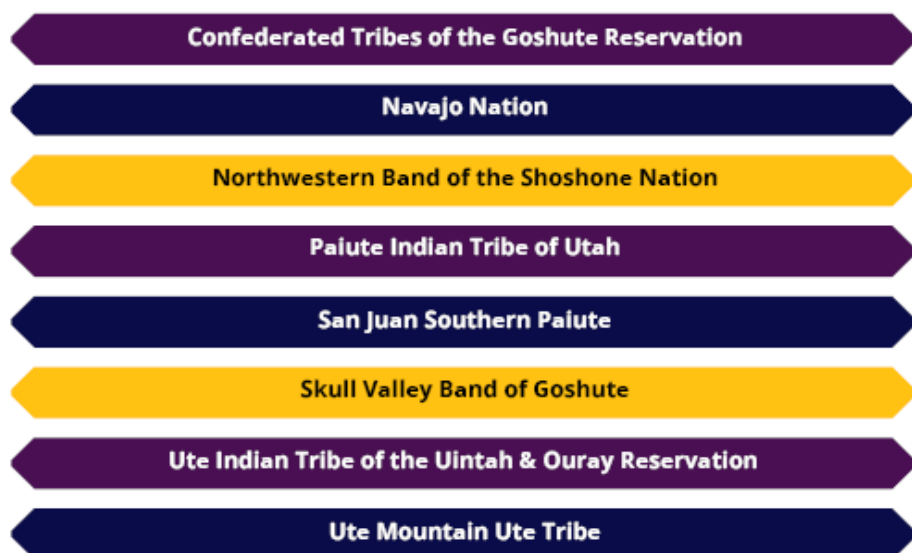 Confederated Tribes of the Goshute Reservation
Navajo Nation
Northwestern Band of the Shoshone Nation
Paiute Indian Tribe of Utah
San Juan Southern Paiute
Skull Valley Band of Goshute
Ute Indian Tribe of the Uintah & Ouray Reservation
Ute Mountain Ute Tribe